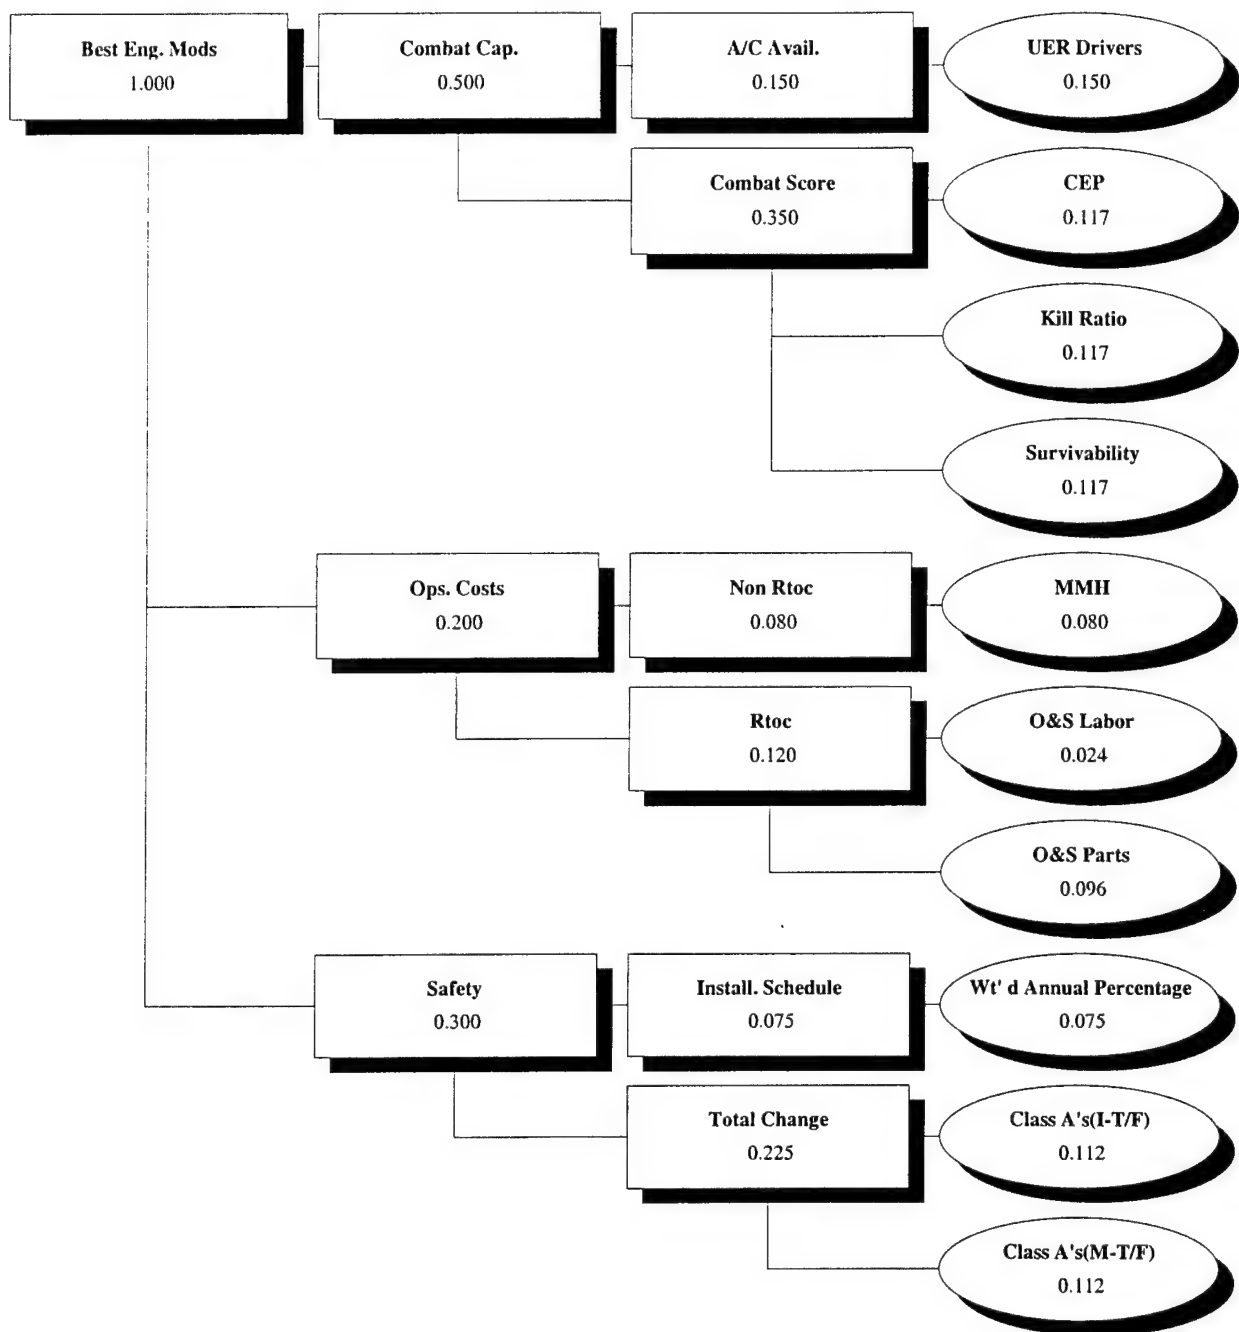 Best Eng. Mods
1.000
Combat Cap.
0.500
A/C Avail.
0.150
UER Drivers
0.150
Combat Score
0.350
CEP
0.117
Kill Ratio
0.117
Survivability
0.117
Ops. Costs
0.200
Non Rtoc
0.080
MMH
0.080
Rtoc
0.120
O&S Labor
0.024
O&S Parts
0.096
Safety
0.300
Install. Schedule
0.075
Wt' d Annual Percentage
0.075
Total Change
0.225
Class A's(I-T/F)
0.112
Class A's(M-T/F)
0.112